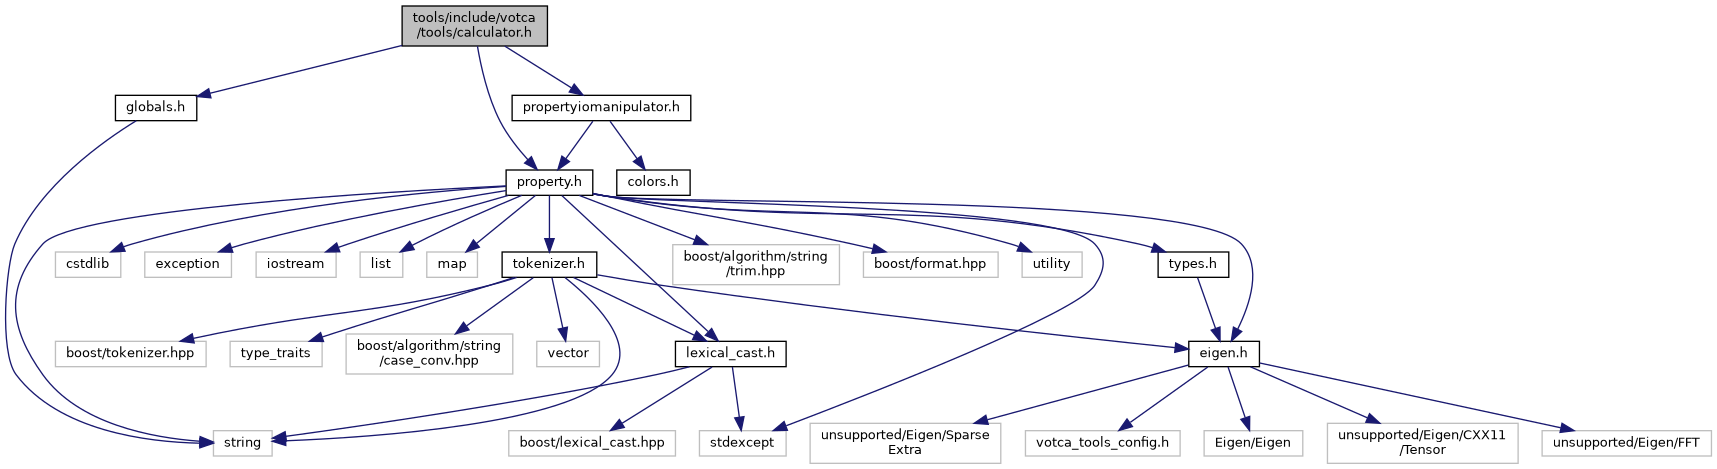 tools/include/votca
/tools/calculator.h
globals.h
propertyiomanipulator.h
property.h
colors.h
cstdlib
exception
iostream
list
map
tokenizer.h
boost/algorithm/string
/trim.hpp
boost/format.hpp
utility
types.h
boost/tokenizer.hpp
type_traits
boost/algorithm/string
/case_conv.hpp
vector
lexical_cast.h
eigen.h
string
boost/lexical_cast.hpp
stdexcept
unsupported/Eigen/Sparse
Extra
votca_tools_config.h
Eigen/Eigen
unsupported/Eigen/CXX11
/Tensor
unsupported/Eigen/FFT